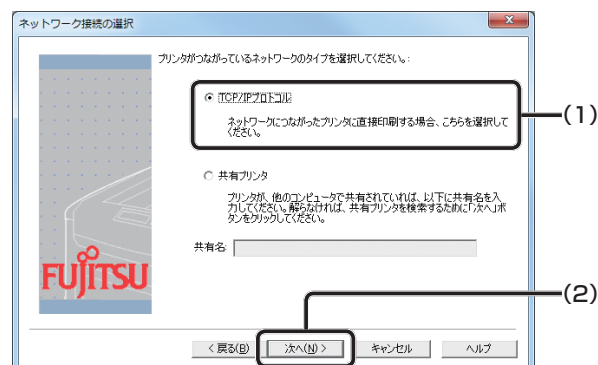 ネットワーク接続の選択
プリンタがつながっているネットワークのタイプを選択してください。:
TCP/IPプロトコル
ネットワークにつながったプリンタに直接印刷する場合、こちらを選択して
ください。
(1)
共有プリンタ
プリンタが、他のコンピュータで共有されていれば、以下に共有名を入
力してください。解らなければ、共有プリンタを検索するために「次へ」ボ
タンをクリックしてください。
共有名:
FUJITSU
(2)
< 戻る(B)
次へ(N) >
キャンセル
ヘルプ